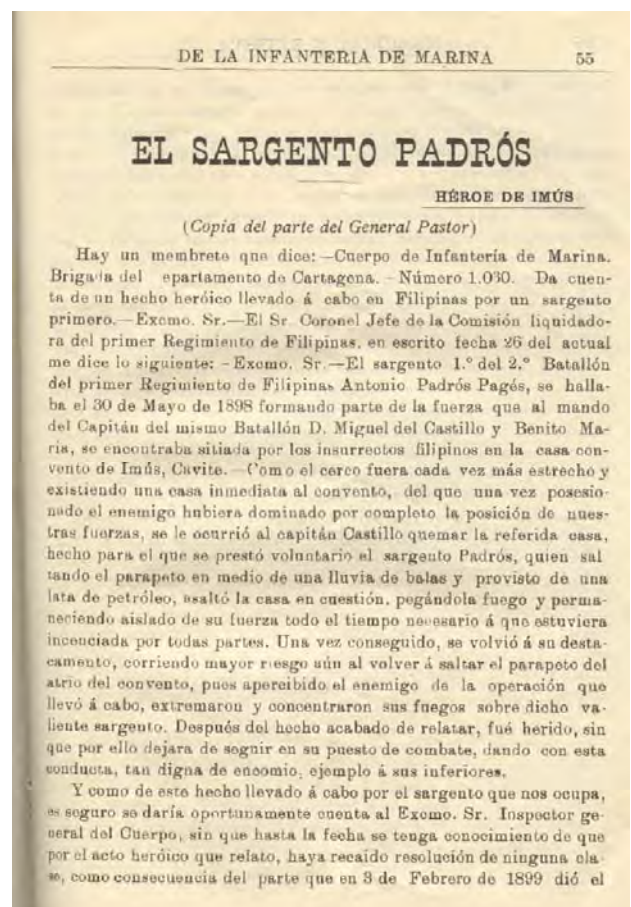 DE LA INFANTERIA DE MARINA 55
EL SARGENTO PADRÓS
HÉROE DE IMÚS
(Copia del parte del General Pastor)
Hay un membrete que dice:—Cuerpo de Infantería de Marina.
Brigada del epartamento de Cartagena.—Número 1.030. Da cuen-
ta de un hecho heróico llevado á cabo en Filipinas por un sargento
primero.—Excmo. Sr.—El Sr Coronel Jefe de la Comisión liquidado-
ra del primer Regimiento de Filipinas, en escrito fecha 26 del actual
me dice lo siguiente: -Excmo. Sr.—El sargento 1.º del 2.º Batallón
del primer Regimiento de Filipinas Antonio Padrós Pagés, se halla-
ba el 30 de Mayo de 1898 formando parte de la fuerza que al mando
del Capitán del mismo Batallón D. Miguel del Castillo y Benito Ma-
ria, se encontraba sitiada por los insurrectos filipinos en la casa con-
vento de Imús, Cavite.—Como el cerco fuera cada vez más estrecho y
existiendo una casa inmediata al convento, del que una vez posesio-
nado el enemigo hubiera dominado por completo la posición de nues-
tras fuerzas, se le ocurrió al capitán Castillo quemar la referida casa,
hecho para el que se prestó voluntario el sargento Padrós, quien sal
tando el parapeto en medio de una lluvia de balas y provisto de una
lata de petróleo, asaltó la casa en cuestión, pegándola fuego y perma-
neciendo aislado de su fuerza todo el tiempo necesario á que estuviera
incenciada por todas partes. Una vez conseguido, se volvió á su desta-
camento, corriendo mayor riesgo aún al volver á saltar el parapeto del
atrio del convento, pues apercibido el enemigo de la operación que
llevó á cabo, extremaron y concentraron sus fuegos sobre dicho va-
liente sargento. Después del hecho acabado de relatar, fué herido, sin
que por ello dejara de seguir en su puesto de combate, dando con esta
conducta, tan digna de encomio, ejemplo á sus inferiores.
Y como de este hecho llevado á cabo por el sargento que nos ocupa,
es seguro se daría oportunamente cuenta al Excmo. Sr. Inspector ge-
neral del Cuerpo, sin que hasta la fecha se tenga conocimiento de que
por el acto heróico que relato, haya recaido resolución de ninguna cla-
se, como consecuencia del parte que en 3 de Febrero de 1899 dió el